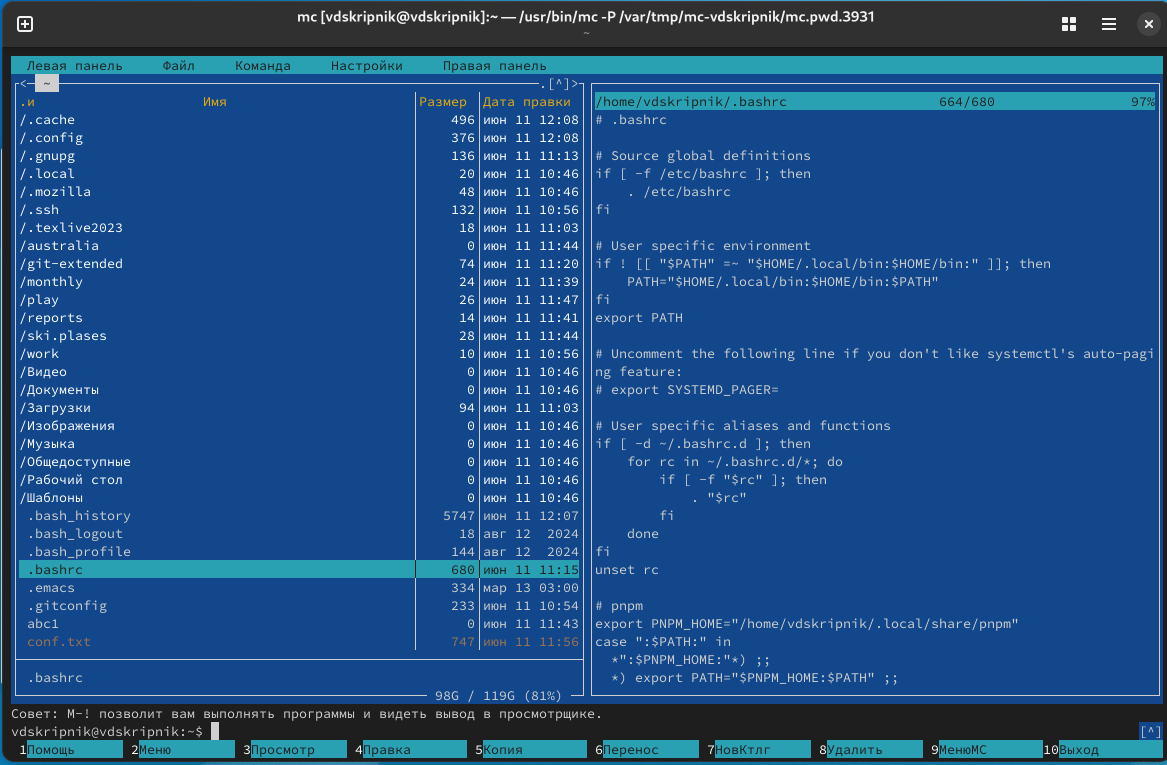 mc [vdskripnik@vdskripnik]:~ — /usr/bin/mc -P /var/tmp/mc-vdskripnik/mc.pwd.3931
~
Левая панель Файл Команда Настройки Правая панель
<─ ~ .[^]>
.и Имя Размер Дата правки
/.cache 496 июн 11 12:08
/.config 376 июн 11 12:08
/.gnupg 136 июн 11 11:13
/.local 20 июн 11 10:46
/.mozilla 48 июн 11 10:46
/.ssh 132 июн 11 10:56
/.texlive2023 18 июн 11 11:03
/australia 0 июн 11 11:44
/git-extended 74 июн 11 11:20
/monthly 24 июн 11 11:39
/play 26 июн 11 11:47
/reports 14 июн 11 11:41
/ski.plases 28 июн 11 11:44
/work 10 июн 11 10:56
/Видео 0 июн 11 10:46
/Документы 0 июн 11 10:46
/Загрузки 94 июн 11 11:03
/Изображения 0 июн 11 10:46
/Музыка 0 июн 11 10:46
/Общедоступные 0 июн 11 10:46
/Рабочий стол 0 июн 11 10:46
/Шаблоны 0 июн 11 10:46
.bash_history 5747 июн 11 12:07
.bash_logout 18 авг 12 2024
.bash_profile 144 авг 12 2024
.bashrc 680 июн 11 11:15
.emacs 334 мар 13 03:00
.gitconfig 233 июн 11 10:54
abc1 0 июн 11 11:43
conf.txt 747 июн 11 11:56
.bashrc
98G / 119G (81%)
/home/vdskripnik/.bashrc 664/680 97%
# .bashrc
# Source global definitions
if [ -f /etc/bashrc ]; then
    . /etc/bashrc
fi
# User specific environment
if ! [[ "$PATH" =~ "$HOME/.local/bin:$HOME/bin:" ]]; then
    PATH="$HOME/.local/bin:$HOME/bin:$PATH"
fi
export PATH
# Uncomment the following line if you don't like systemctl's auto-pagi
ng feature:
# export SYSTEMD_PAGER=
# User specific aliases and functions
if [ -d ~/.bashrc.d ]; then
    for rc in ~/.bashrc.d/*; do
        if [ -f "$rc" ]; then
            . "$rc"
        fi
    done
fi
unset rc
# pnpm
export PNPM_HOME="/home/vdskripnik/.local/share/pnpm"
case ":$PATH:" in
  *":$PNPM_HOME:"*) ;;
  *) export PATH="$PNPM_HOME:$PATH" ;;
Совет: M-! позволит вам выполнять программы и видеть вывод в просмотрщике.
vdskripnik@vdskripnik:~$ [^]
1Помощь 2Меню 3Просмотр 4Правка 5Копия 6Перенос 7НовКтлг 8Удалить 9МенюМС 10Выход